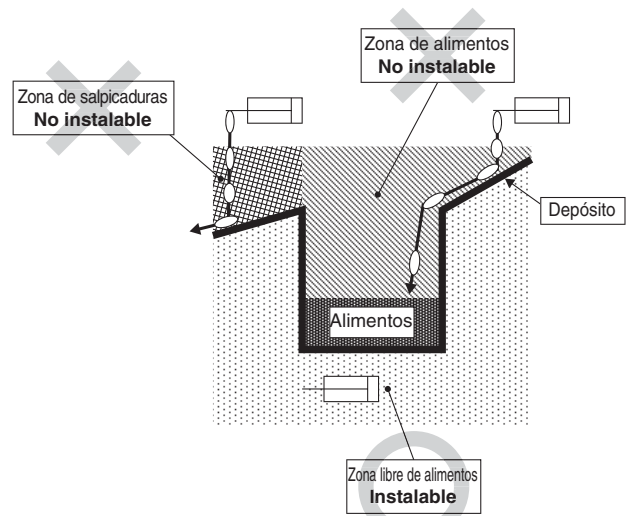 Zona de alimentos
No instalable
Zona de salpicaduras
No instalable
Depósito
Alimentos
Zona libre de alimentos
Instalable